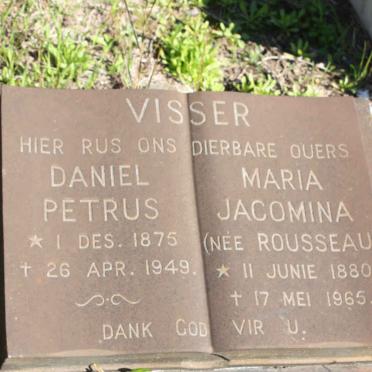 VISSER
HIER RUS ONS DIERBARE OUERS
DANIEL
PETRUS
★ 1 DES. 1875
† 26 APR. 1949.
MARIA
JACOMINA
(NEÉ ROUSSEAU
★ 11 JUNIE 1880
† 17 MEI 1965.
DANK GOD VIR U.